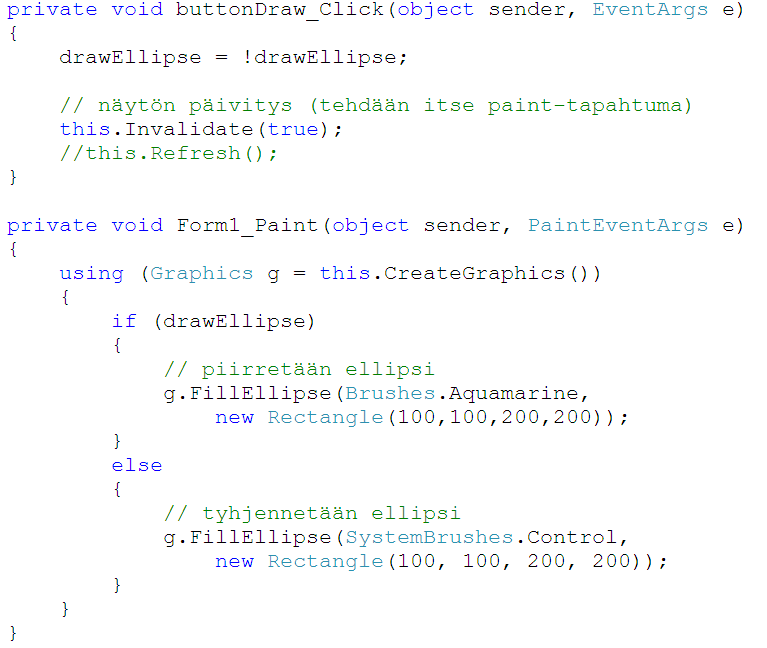 private void buttonDraw_Click(object sender, EventArgs e)
{
    drawEllipse = !drawEllipse;

    // näytön päivitys (tehdään itse paint-tapahtuma)
    this.Invalidate(true);
    //this.Refresh();
}

private void Form1_Paint(object sender, PaintEventArgs e)
{
    using (Graphics g = this.CreateGraphics())
    {
        if (drawEllipse)
        {
            // piirretään ellipsi
            g.FillEllipse(Brushes.Aquamarine,
                new Rectangle(100,100,200,200));
        }
        else
        {
            // tyhjennetään ellipsi
            g.FillEllipse(SystemBrushes.Control,
                new Rectangle(100, 100, 200, 200));
        }
    }
}